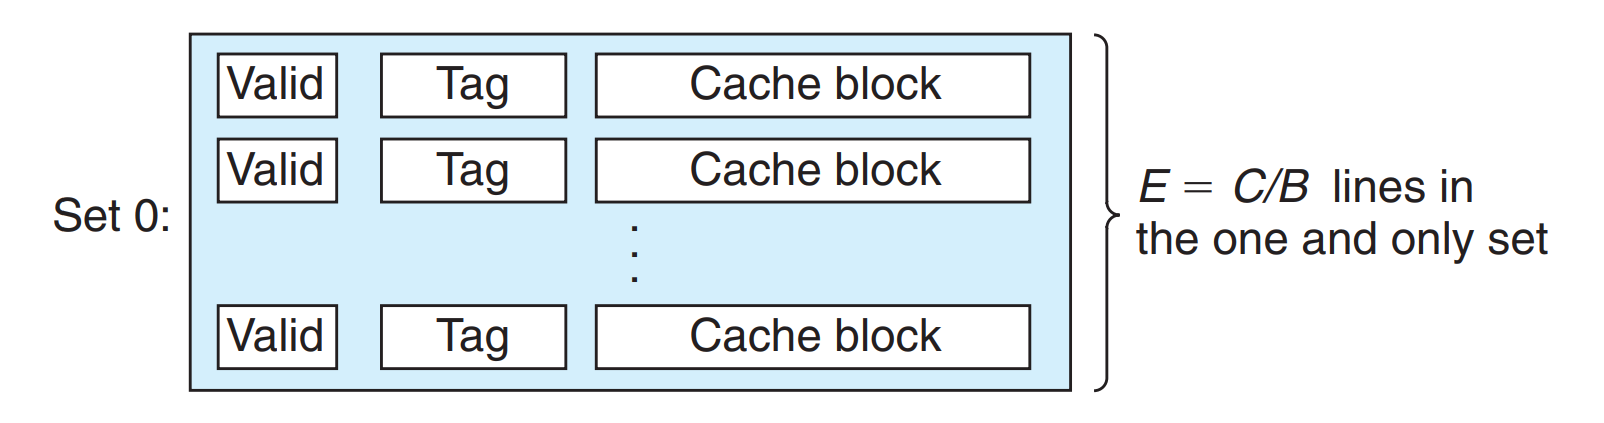 Valid Tag Cache block
Valid Tag Cache block
Set 0:
E = C/B lines in
the one and only set
.
.
.
Valid Tag Cache block